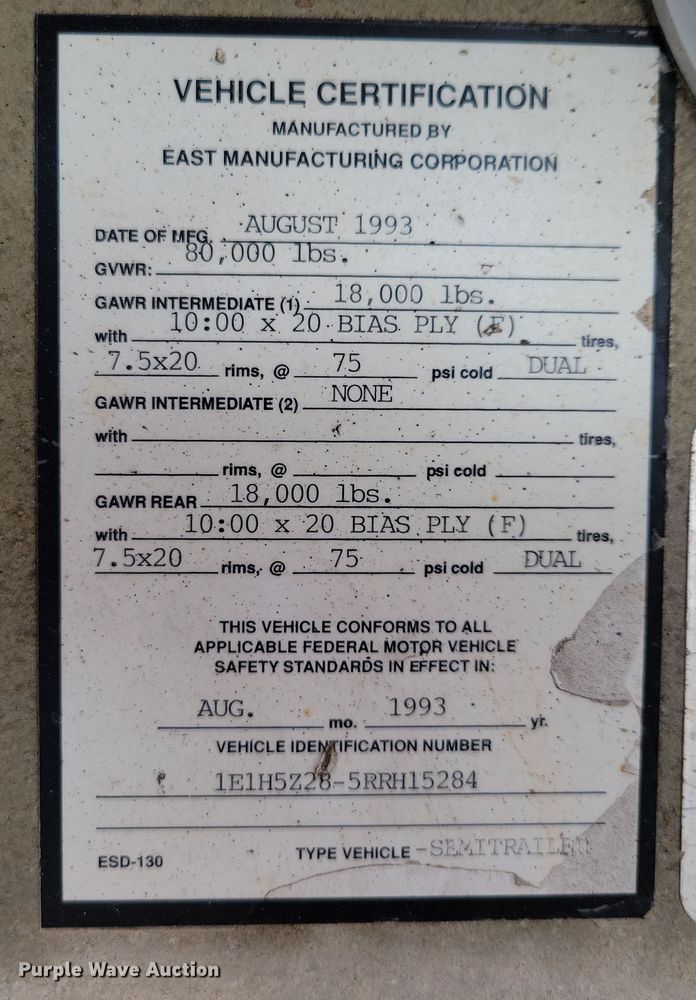 VEHICLE CERTIFICATION
MANUFACTURED BY
EAST MANUFACTURING CORPORATION
DATE OF MFG. AUGUST 1993
GVWR: 80,000 lbs.
GAWR INTERMEDIATE (1) 18,000 lbs.
with 10:00 x 20 BIAS PLY (F) tires,
7.5x20 rims, @ 75 psi cold DUAL
GAWR INTERMEDIATE (2) NONE
with tires,
rims, @ psi cold
GAWR REAR 18,000 lbs.
with 10:00 x 20 BIAS PLY (F) tires,
7.5x20 rims, @ 75 psi cold DUAL
THIS VEHICLE CONFORMS TO ALL
APPLICABLE FEDERAL MOTOR VEHICLE
SAFETY STANDARDS IN EFFECT IN:
AUG. mo. 1993 yr.
VEHICLE IDENTIFICATION NUMBER
1E1H5Z28-5RRH15284
ESD-130 TYPE VEHICLE - SEMITRAILER
Purple Wave Auction